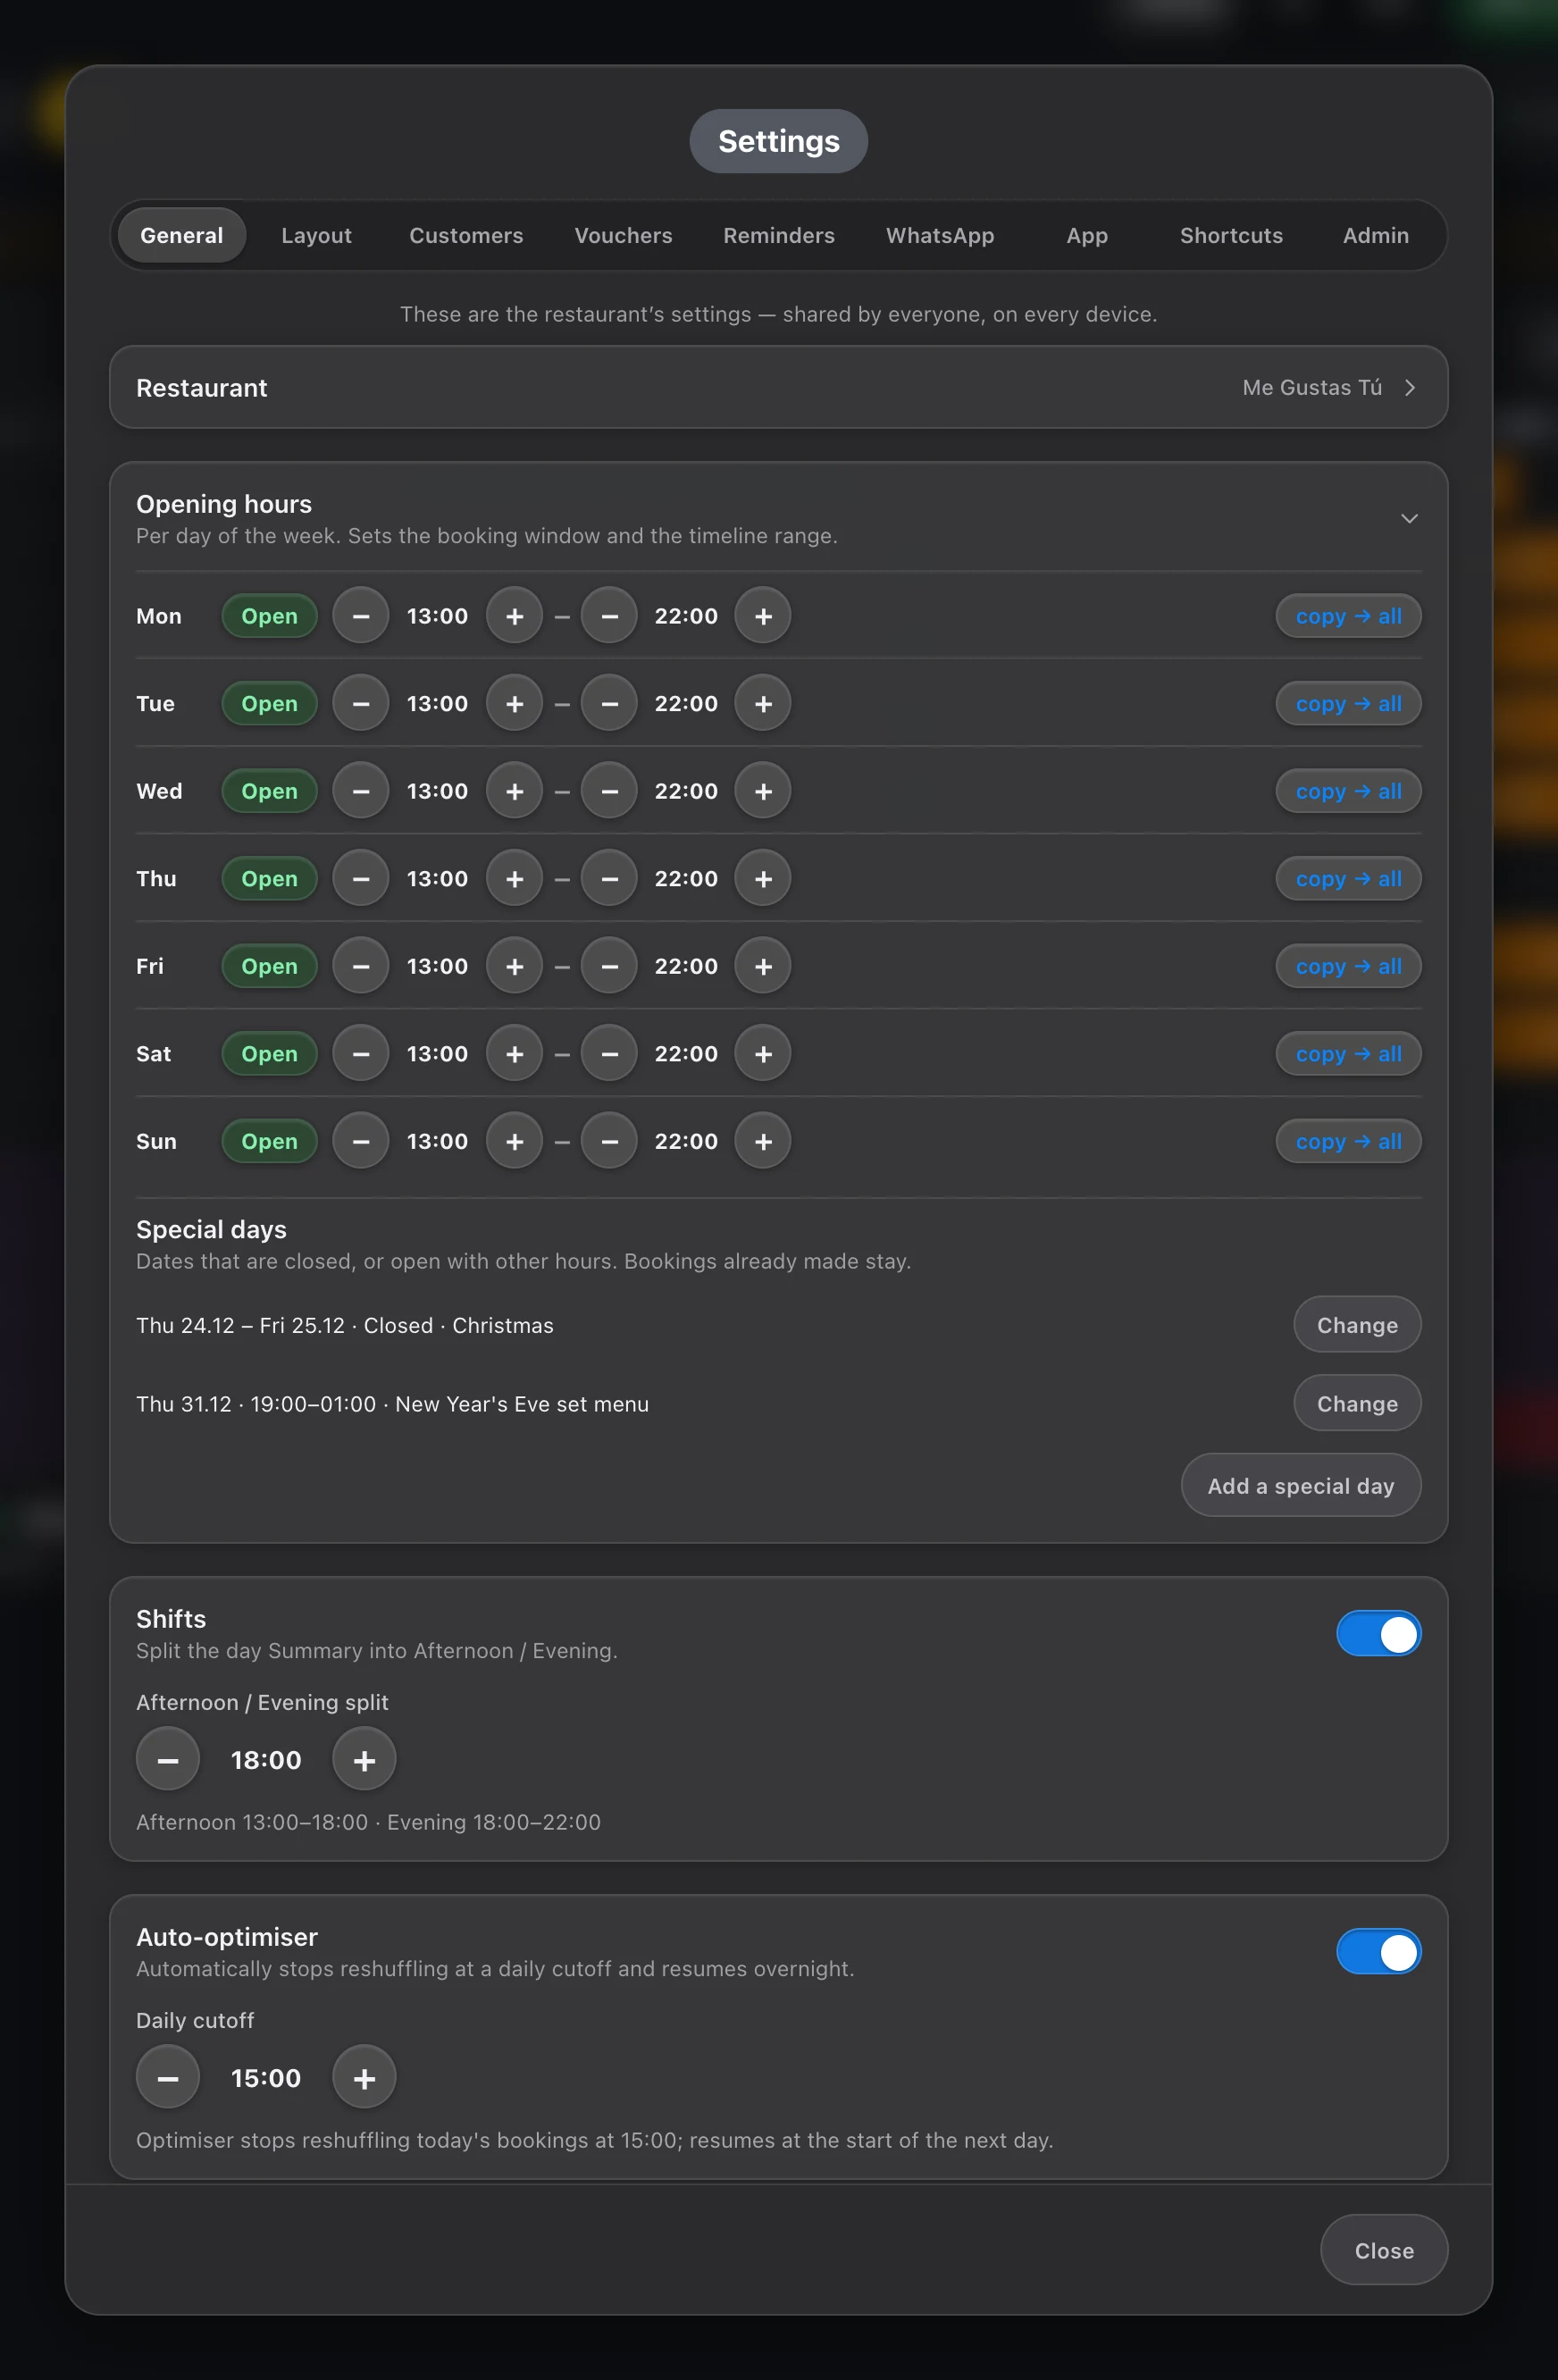 Settings
General Layout Customers Vouchers Reminders WhatsApp App Shortcuts Admin
These are the restaurant’s settings — shared by everyone, on every device.
Restaurant Me Gustas Tú
Opening hours
Per day of the week. Sets the booking window and the timeline range.
Mon Open − 13:00 + – − 22:00 + copy → all
Tue Open − 13:00 + – − 22:00 + copy → all
Wed Open − 13:00 + – − 22:00 + copy → all
Thu Open − 13:00 + – − 22:00 + copy → all
Fri Open − 13:00 + – − 22:00 + copy → all
Sat Open − 13:00 + – − 22:00 + copy → all
Sun Open − 13:00 + – − 22:00 + copy → all
Special days
Dates that are closed, or open with other hours. Bookings already made stay.
Thu 24.12 – Fri 25.12 · Closed · Christmas Change
Thu 31.12 · 19:00–01:00 · New Year's Eve set menu Change
Add a special day
Shifts
Split the day Summary into Afternoon / Evening.
Afternoon / Evening split
− 18:00 +
Afternoon 13:00–18:00 · Evening 18:00–22:00
Auto-optimiser
Automatically stops reshuffling at a daily cutoff and resumes overnight.
Daily cutoff
− 15:00 +
Optimiser stops reshuffling today's bookings at 15:00; resumes at the start of the next day.
Close